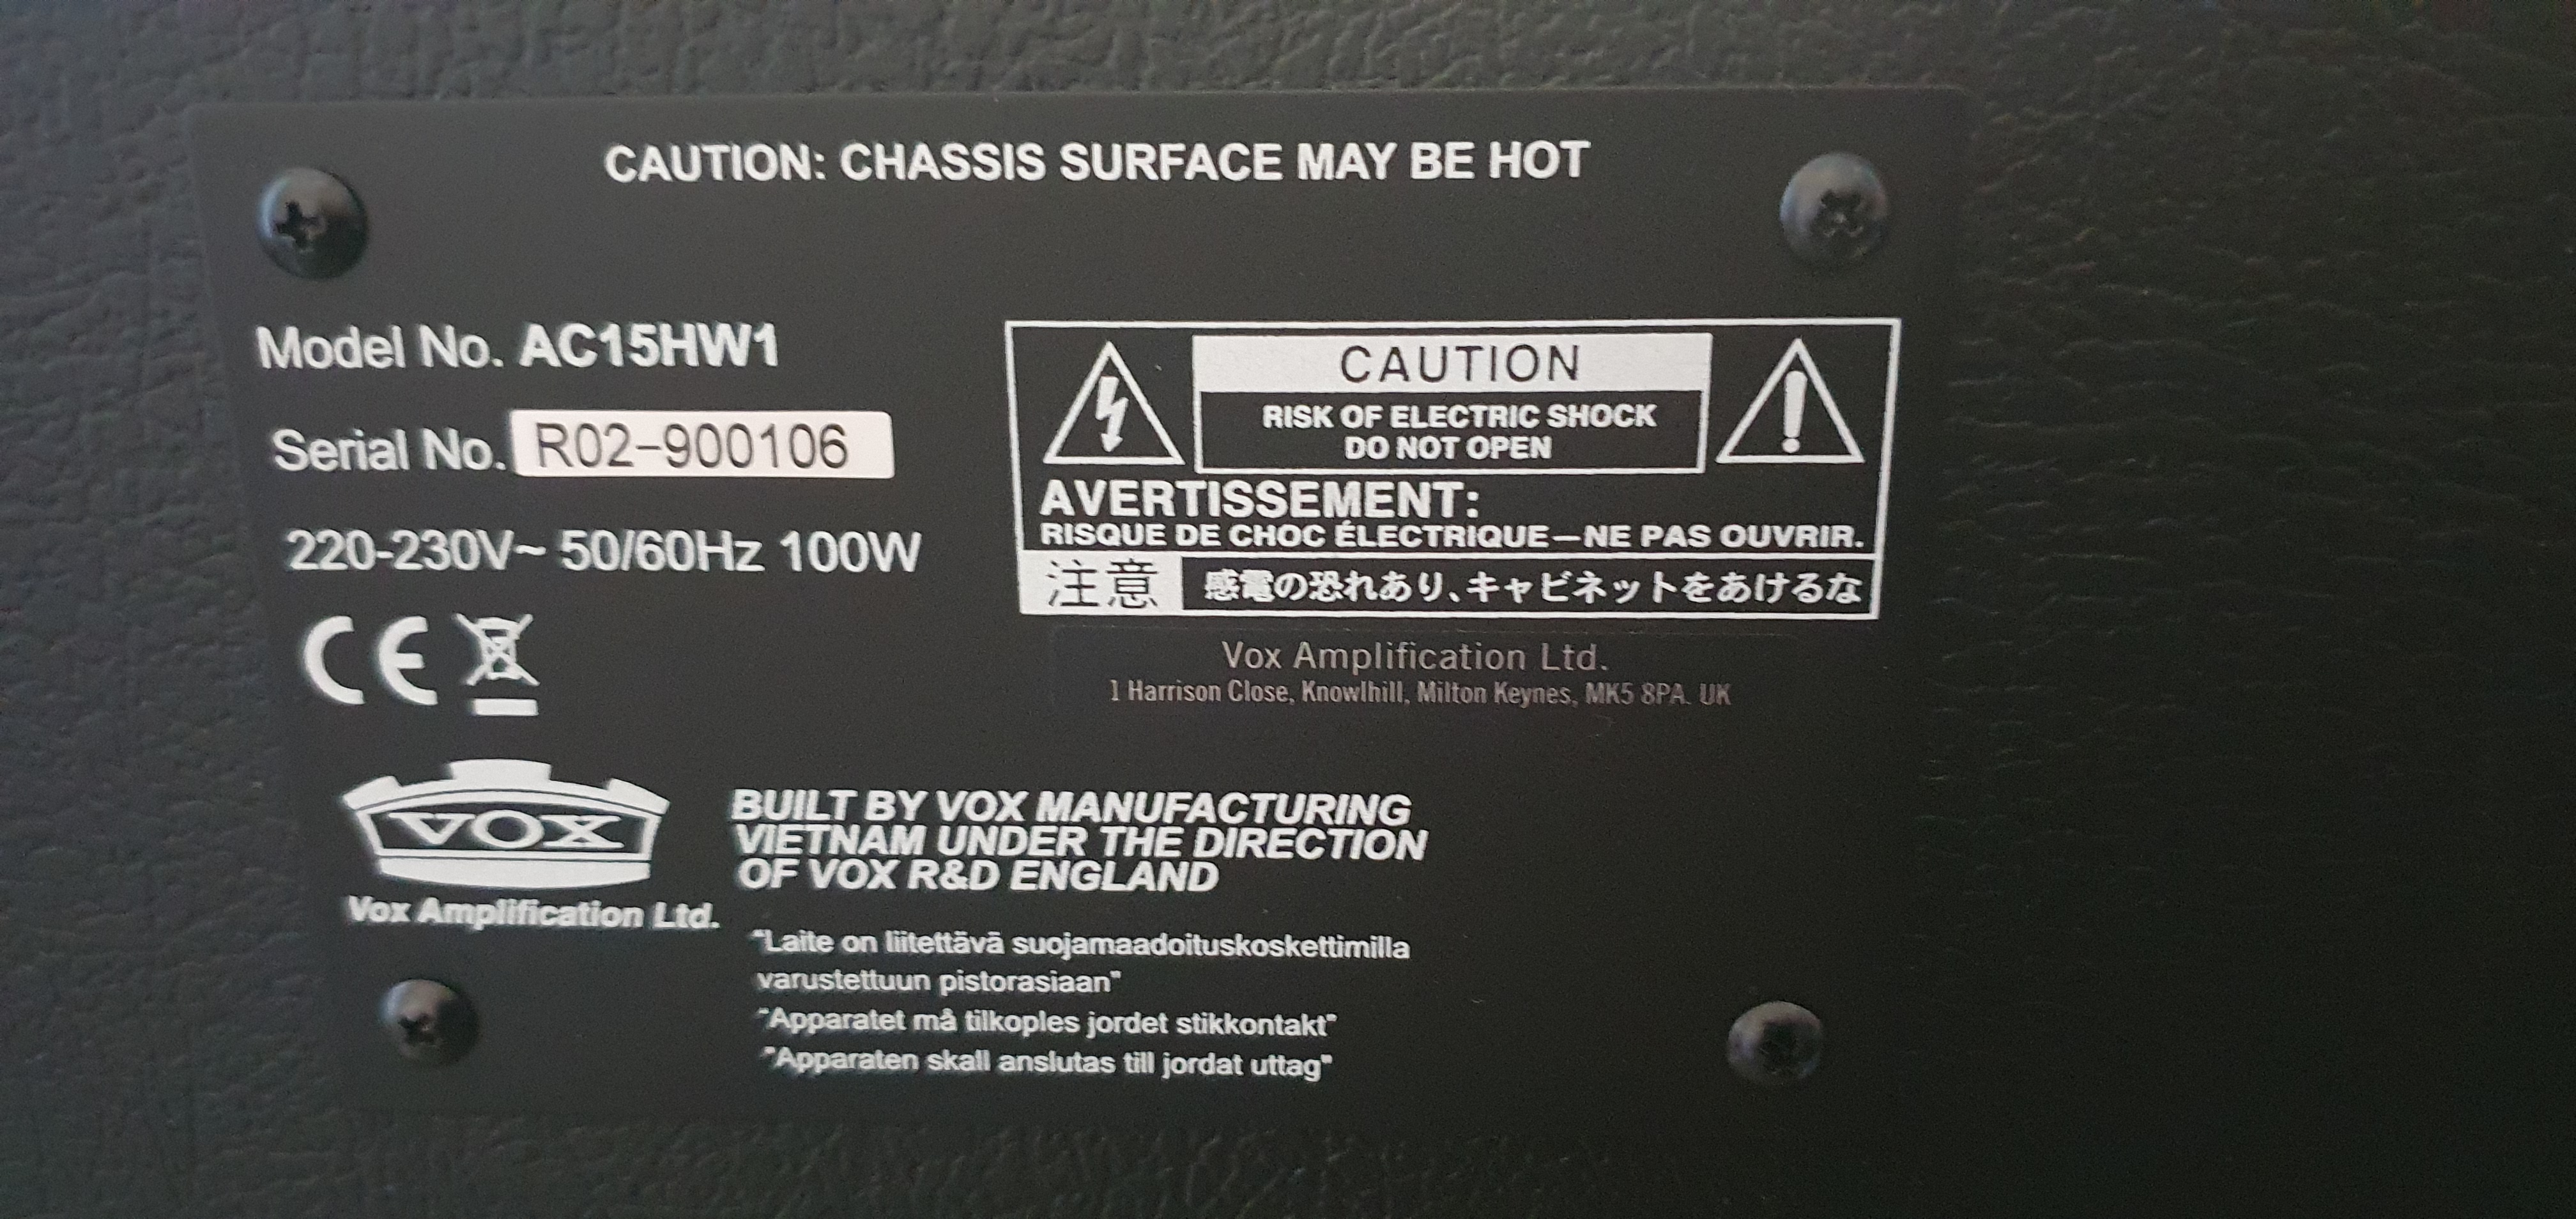 CAUTION: CHASSIS SURFACE MAY BE HOT
Model No. AC15HW1
Serial No. R02-900106
220-230V~ 50/60Hz 100W
CE
CAUTION
RISK OF ELECTRIC SHOCK
DO NOT OPEN
AVERTISSEMENT:
RISQUE DE CHOC ÉLECTRIQUE—NE PAS OUVRIR.
注意 感電の恐れあり、キャビネットをあけるな
Vox Amplification Ltd.
1 Harrison Close, Knowlhill, Milton Keynes, MK5 8PA. UK
VOX
Vox Amplification Ltd.
BUILT BY VOX MANUFACTURING
VIETNAM UNDER THE DIRECTION
OF VOX R&D ENGLAND
"Laite on liitettävä suojamaadoituskoskettimilla
varustettuun pistorasiaan"
"Apparatet må tilkoples jordet stikkontakt"
"Apparaten skall anslutas till jordat uttag"